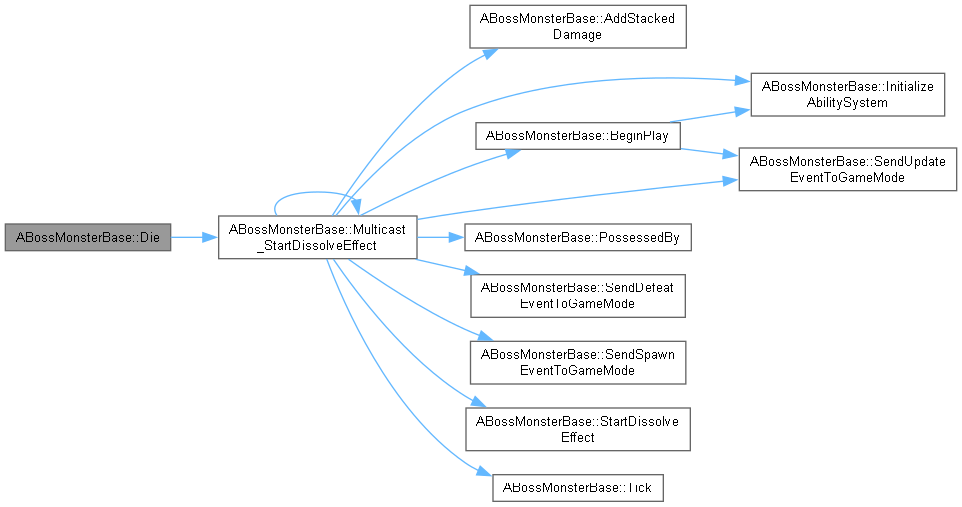 ABossMonsterBase::AddStacked
Damage
ABossMonsterBase::Initialize
AbilitySystem
ABossMonsterBase::BeginPlay
ABossMonsterBase::SendUpdate
EventToGameMode
ABossMonsterBase::Die
ABossMonsterBase::Multicast
_StartDissolveEffect
ABossMonsterBase::PossessedBy
ABossMonsterBase::SendDefeat
EventToGameMode
ABossMonsterBase::SendSpawn
EventToGameMode
ABossMonsterBase::StartDissolve
Effect
ABossMonsterBase::Tick